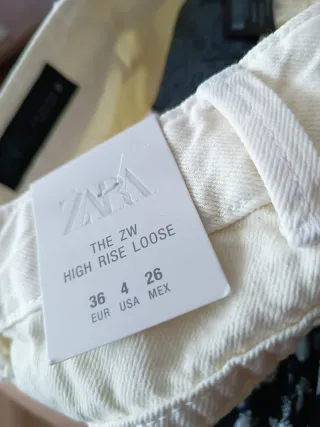 ZARA
THE ZW
HIGH RISE LOOSE
36 4 26
EUR USA MEX